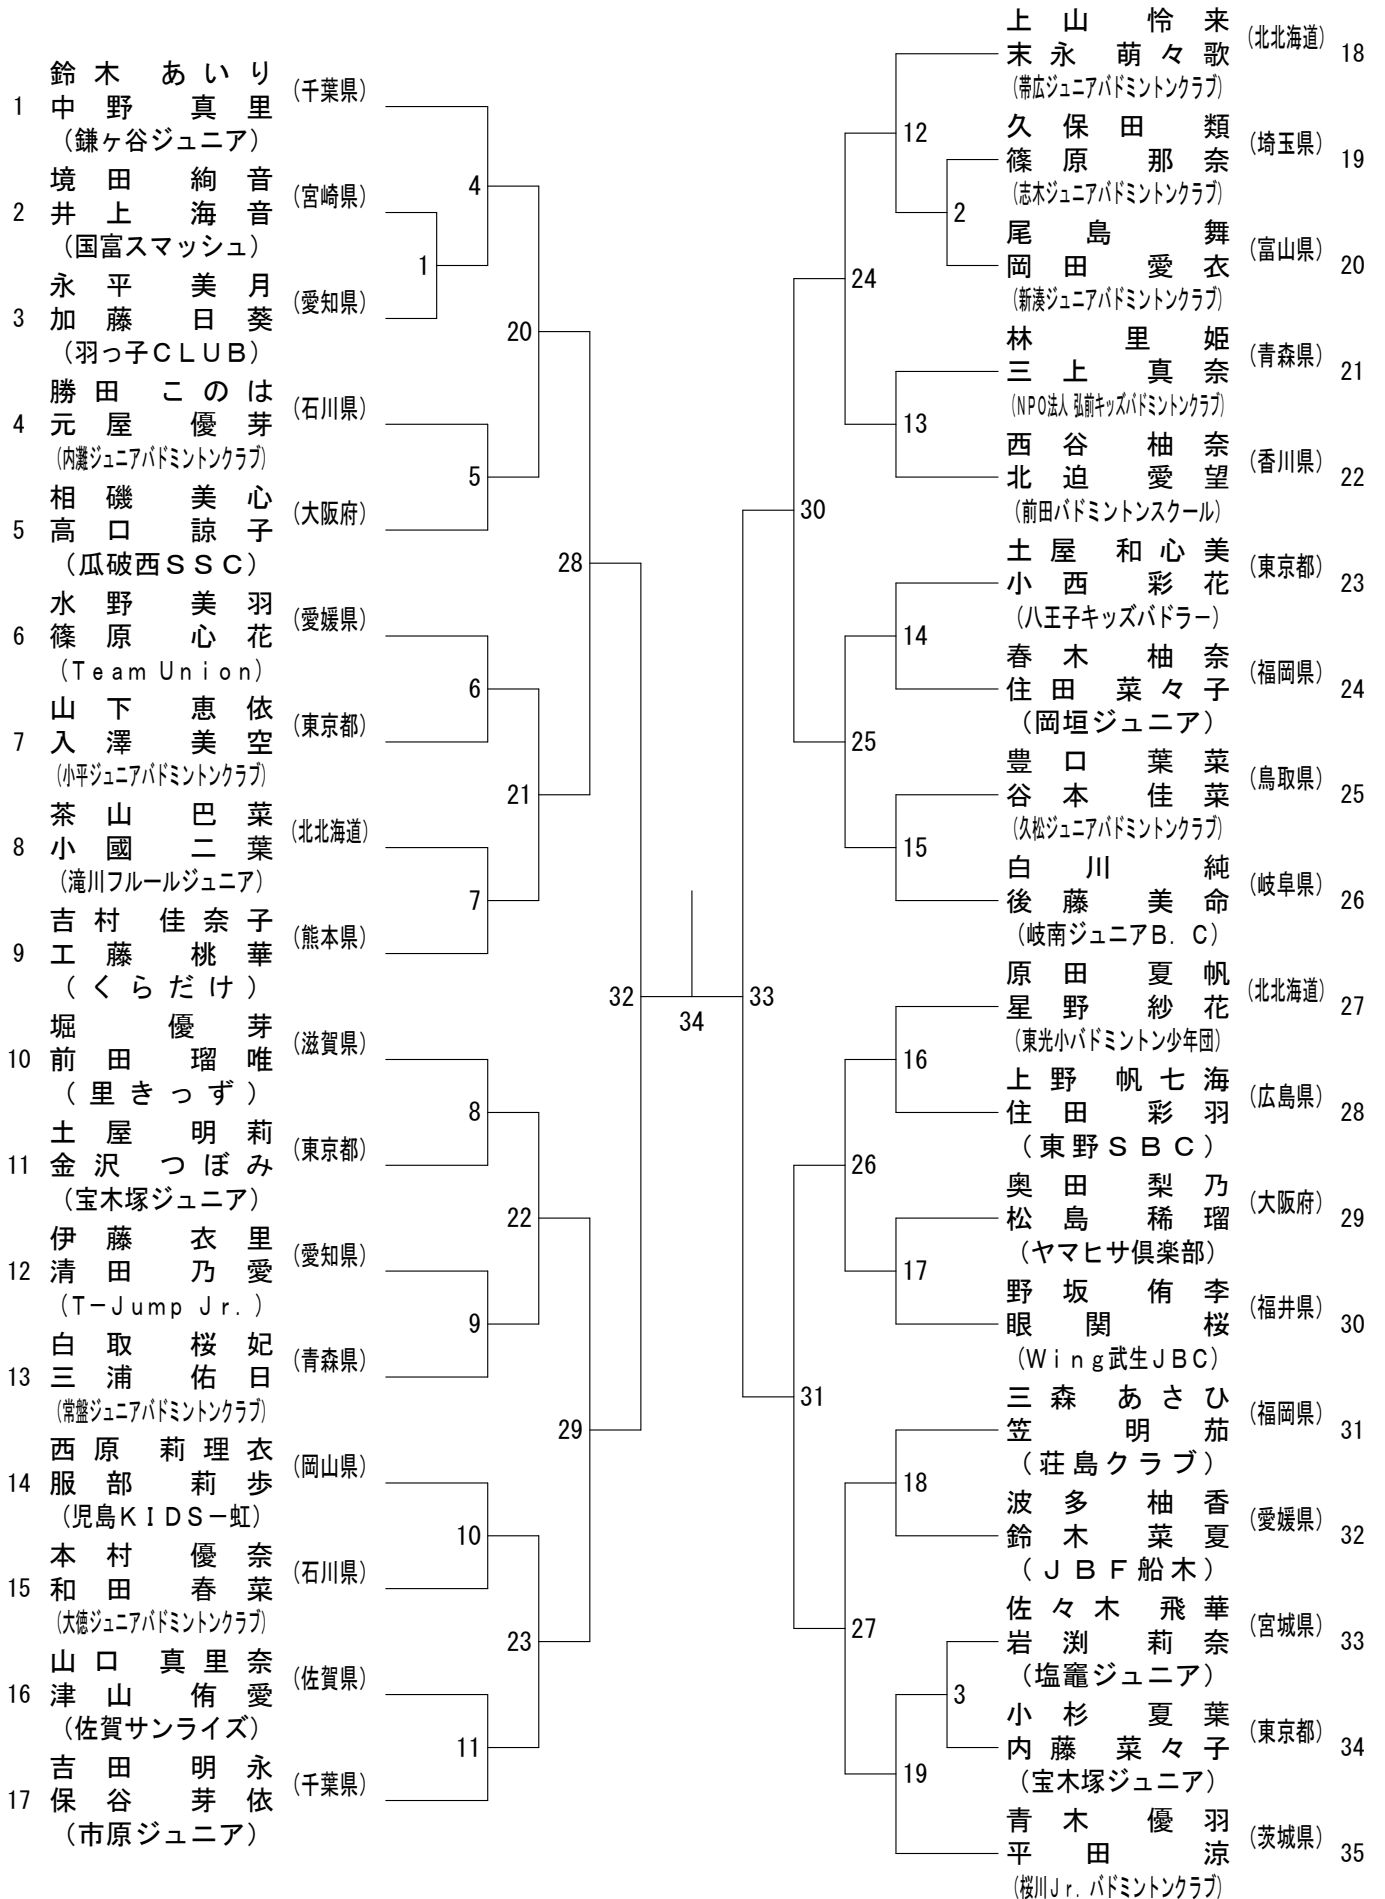 鈴木 あいり
(千葉県)
1 中野 真里
(鎌ヶ谷ジュニア)
境田 絢音
(宮崎県)
2 井上 海音
(国富スマッシュ)
永平 美月
(愛知県)
3 加藤 日葵
(羽っ子CLUB)
勝田 このは
(石川県)
4 元屋 優芽
(内灘ジュニアバドミントンクラブ)
相磯 美心
(大阪府)
5 高口 諒子
(瓜破西SSC)
水野 美羽
(愛媛県)
6 篠原 心花
(Team Union)
山下 恵依
(東京都)
7 入澤 美空
(小平ジュニアバドミントンクラブ)
茶山 巴菜
(北北海道)
8 小國 二葉
(滝川フルールジュニア)
吉村 佳奈子
(熊本県)
9 工藤 桃華
(くらだけ)
堀 優芽
(滋賀県)
10 前田 瑠唯
(里きっず)
土屋 明莉
(東京都)
11 金沢 つぼみ
(宝木塚ジュニア)
伊藤 衣里
(愛知県)
12 清田 乃愛
(T-Jump Jr.)
白取 桜妃
(青森県)
13 三浦 佑日
(常盤ジュニアバドミントンクラブ)
西原 莉理衣
(岡山県)
14 服部 莉歩
(児島KIDS-虹)
本村 優奈
(石川県)
15 和田 春菜
(大徳ジュニアバドミントンクラブ)
山口 真里奈
(佐賀県)
16 津山 侑愛
(佐賀サンライズ)
吉田 明永
(千葉県)
17 保谷 芽依
(市原ジュニア)
1
4
5
6
7
8
9
10
11
20
21
22
23
28
29
32
34
33
30
31
24
25
26
27
12
13
14
15
16
17
18
19
2
3
上山 怜来
(北北海道)
末永 萌々歌 18
(帯広ジュニアバドミントンクラブ)
久保田 類
(埼玉県)
篠原 那奈 19
(志木ジュニアバドミントンクラブ)
尾島 舞
(富山県)
岡田 愛衣 20
(新湊ジュニアバドミントンクラブ)
林 里姫
(青森県)
三上 真奈 21
(NPO法人 弘前キッズバドミントンクラブ)
西谷 柚奈
(香川県)
北迫 愛望 22
(前田バドミントンスクール)
土屋 和心美
(東京都)
小西 彩花 23
(八王子キッズバドラー)
春木 柚奈
(福岡県)
住田 菜々子 24
(岡垣ジュニア)
豊口 葉菜
(鳥取県)
谷本 佳菜 25
(久松ジュニアバドミントンクラブ)
白川 純
(岐阜県)
後藤 美命 26
(岐南ジュニアB.C)
原田 夏帆
(北北海道)
星野 紗花 27
(東光小バドミントン少年団)
上野 帆七海
(広島県)
住田 彩羽 28
(東野SBC)
奥田 梨乃
(大阪府)
松島 稀瑠 29
(ヤマヒサ倶楽部)
野坂 侑李
(福井県)
眼関 桜 30
(Wing武生JBC)
三森 あさひ
(福岡県)
笠 明茄 31
(荘島クラブ)
波多 柚香
(愛媛県)
鈴木 菜夏 32
(JBF船木)
佐々木 飛華
(宮城県)
岩渕 莉奈 33
(塩竈ジュニア)
小杉 夏葉
(東京都)
内藤 菜々子 34
(宝木塚ジュニア)
青木 優羽
(茨城県)
平田 涼 35
(桜川Jr.バドミントンクラブ)